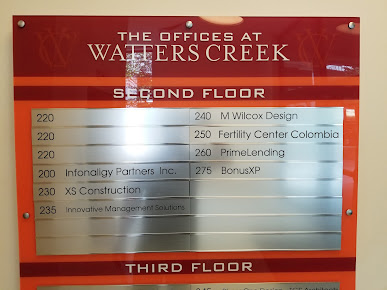 THE OFFICES AT
WATTERS CREEK
SECOND FLOOR
220
220
220
200 Infonaligy Partners Inc.
230 XS Construction
235 Innovative Management Solutions
240 M Wilcox Design
250 Fertility Center Colombia
260 PrimeLending
275 BonusXP
THIRD FLOOR